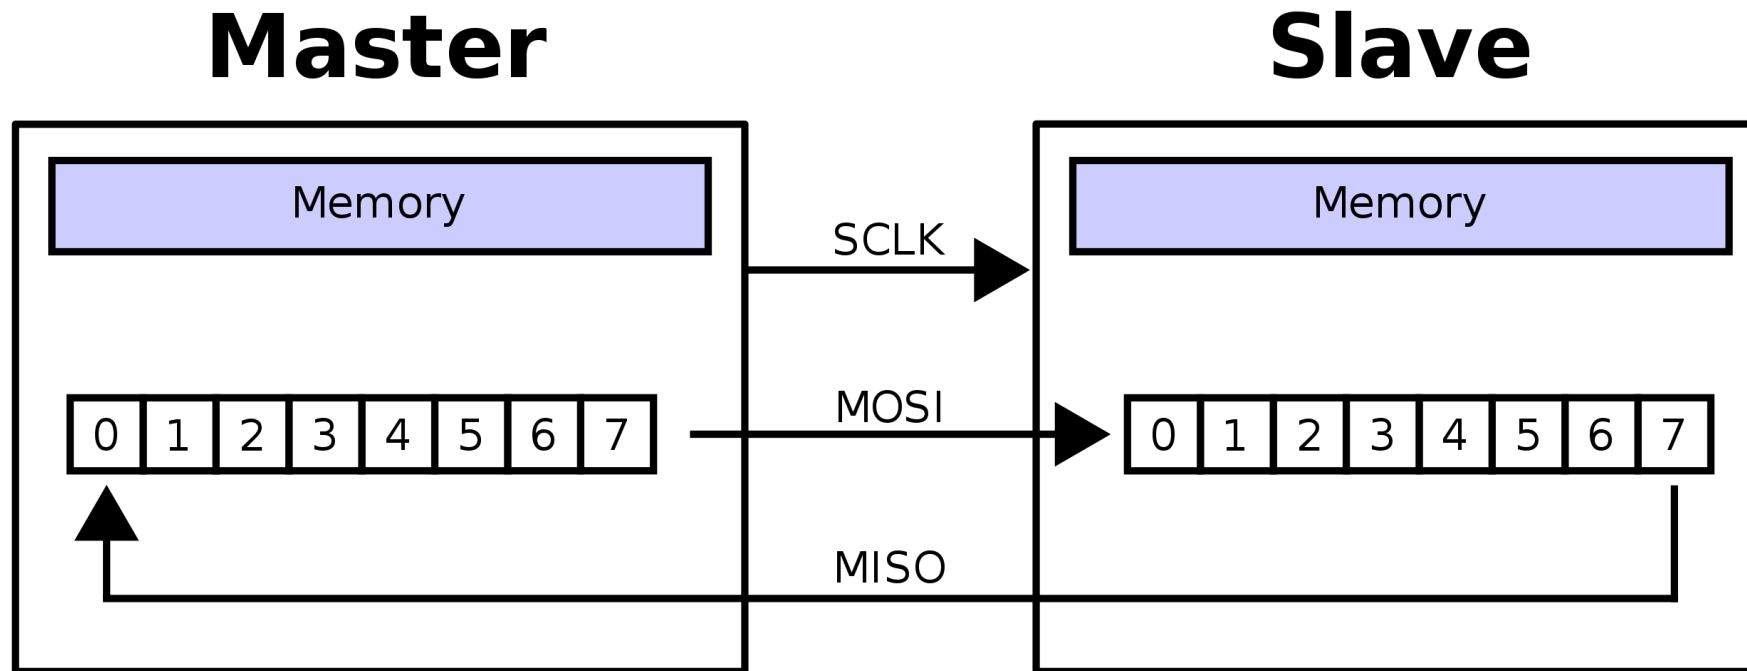 Master Slave
Memory Memory
SCLK
0 1 2 3 4 5 6 7 MOSI 0 1 2 3 4 5 6 7
MISO